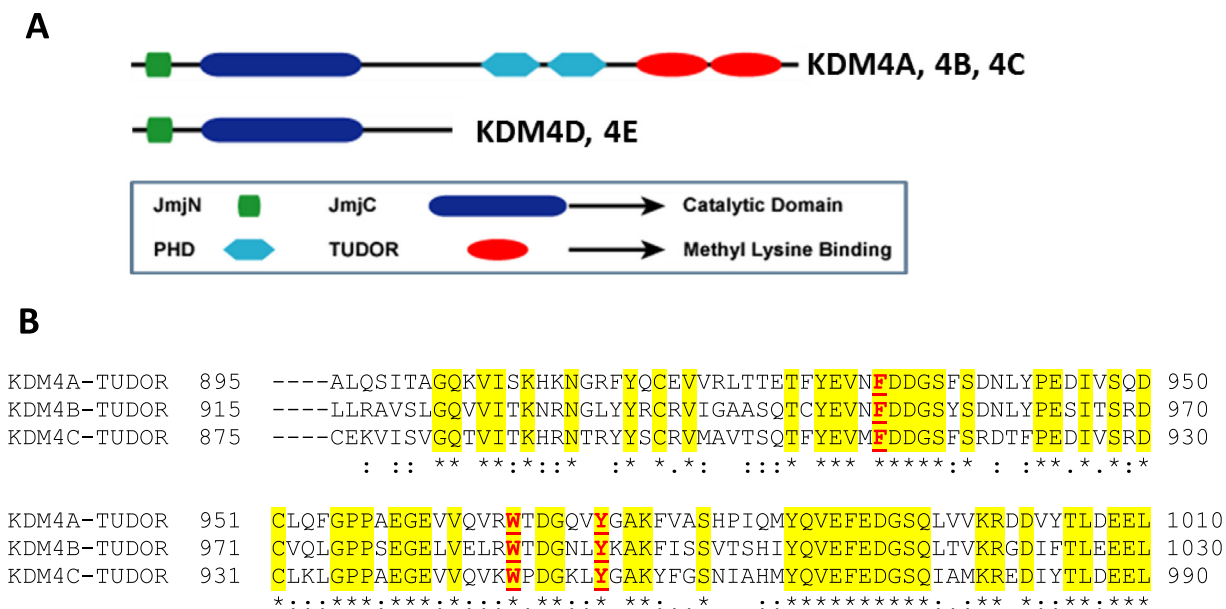 A
KDM4A, 4B, 4C
KDM4D, 4E
JmjN JmjC Catalytic Domain
PHD TUDOR Methyl Lysine Binding
B
KDM4A-TUDOR 895 ----ALQSITAGQKVISKHKNGRFYQCEVVRLTTETFYEVNFDDGSFSDNLYPEDIVSQD 950
KDM4B-TUDOR 915 ----LLRAVSLGQVVITKNRNGLYYRCRVIGAASQTCYEVNFDDGSYSDNLYPESITSRD 970
KDM4C-TUDOR 875 ----CEKVISVGQTVITKHRNTRYYSCRVMAVTSQTFYEVMFDDGSFSRDTFPEDIVSRD 930
: :: ** **:*::* :* *.*: :::* *** *****:* : :**.*.*:*
KDM4A-TUDOR 951 CLQFGPPAEGEVVQVRWTDGQVYGAKFVASHPIQMYQVEFEDGSQLVVKRDDVYTLDEEL 1010
KDM4B-TUDOR 971 CVQLGPPSEGELVELRWTDGNLYKAKFISSVTSHIYQVEFEDGSQLTVKRGDIFTLEEEL 1030
KDM4C-TUDOR 931 CLKLGPPAEGEVVQVKWPDGKLYGAKYFGSNIAHMYQVEFEDGSQIAMKREDIYTLDEEL 990
*:::***:***:*:::* **::* **:..* ::**********:.:** *::**:***